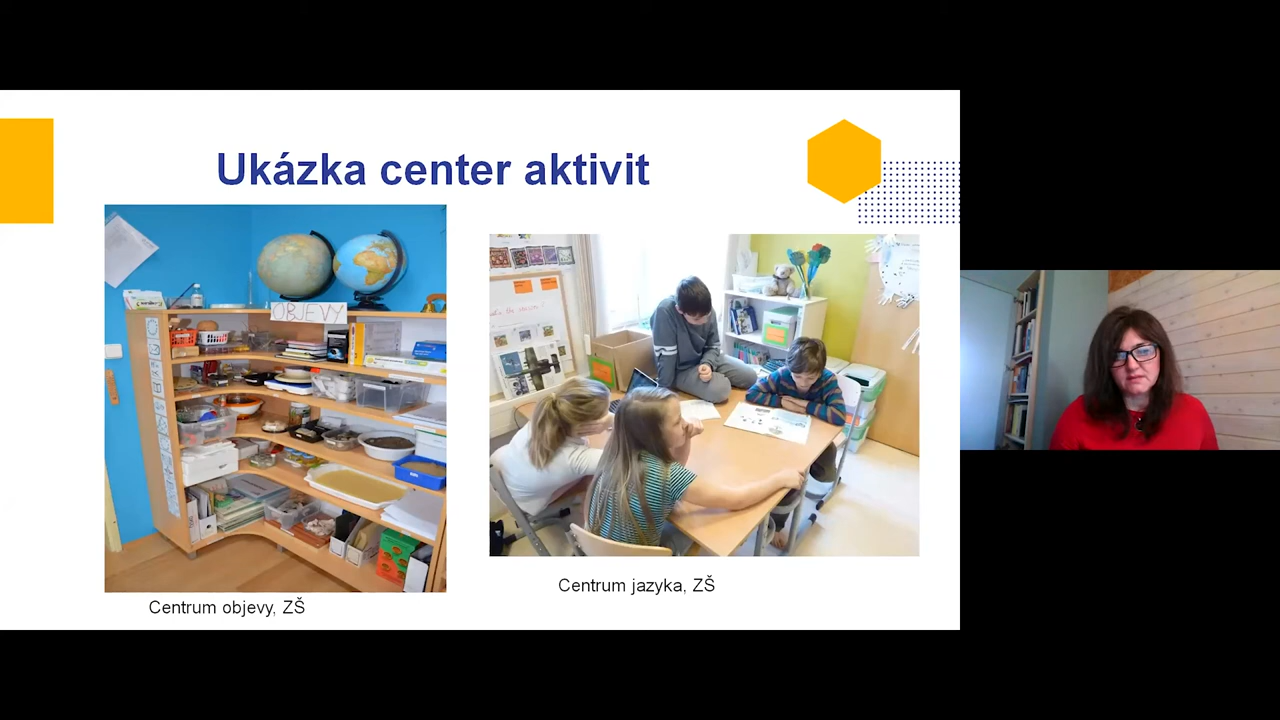 Ukázka center aktivit
OBJEVY
Centrum objevy, ZŠ
Centrum jazyka, ZŠ